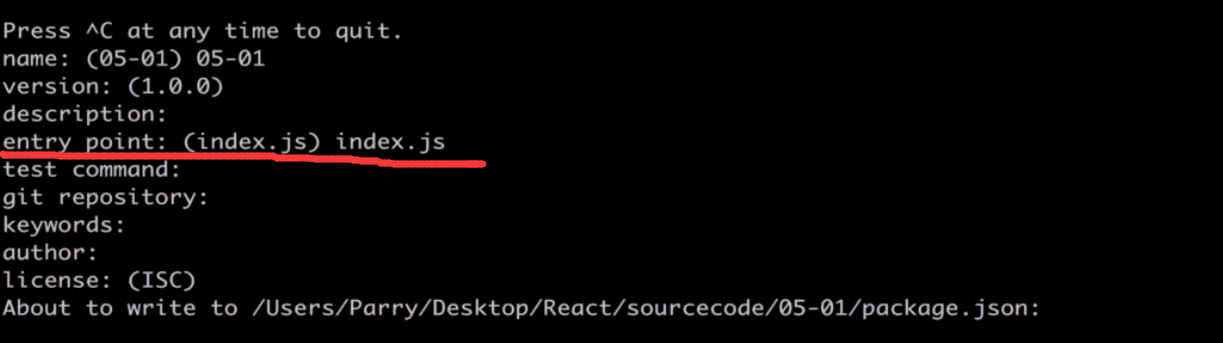 Press ^C at any time to quit.
name: (05-01) 05-01
version: (1.0.0)
description:
entry point: (index.js) index.js
test command:
git repository:
keywords:
author:
license: (ISC)
About to write to /Users/Parry/Desktop/React/sourcecode/05-01/package.json: